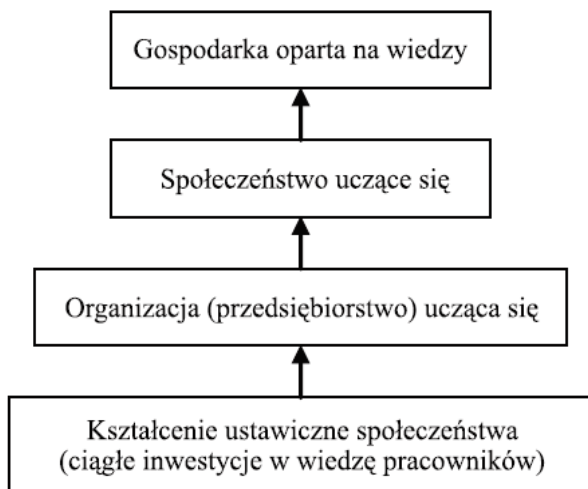 Gospodarka oparta na wiedzy
Społeczeństwo uczące się
Organizacja (przedsiębiorstwo) ucząca się
Kształcenie ustawiczne społeczeństwa
(ciągłe inwestycje w wiedzę pracowników)